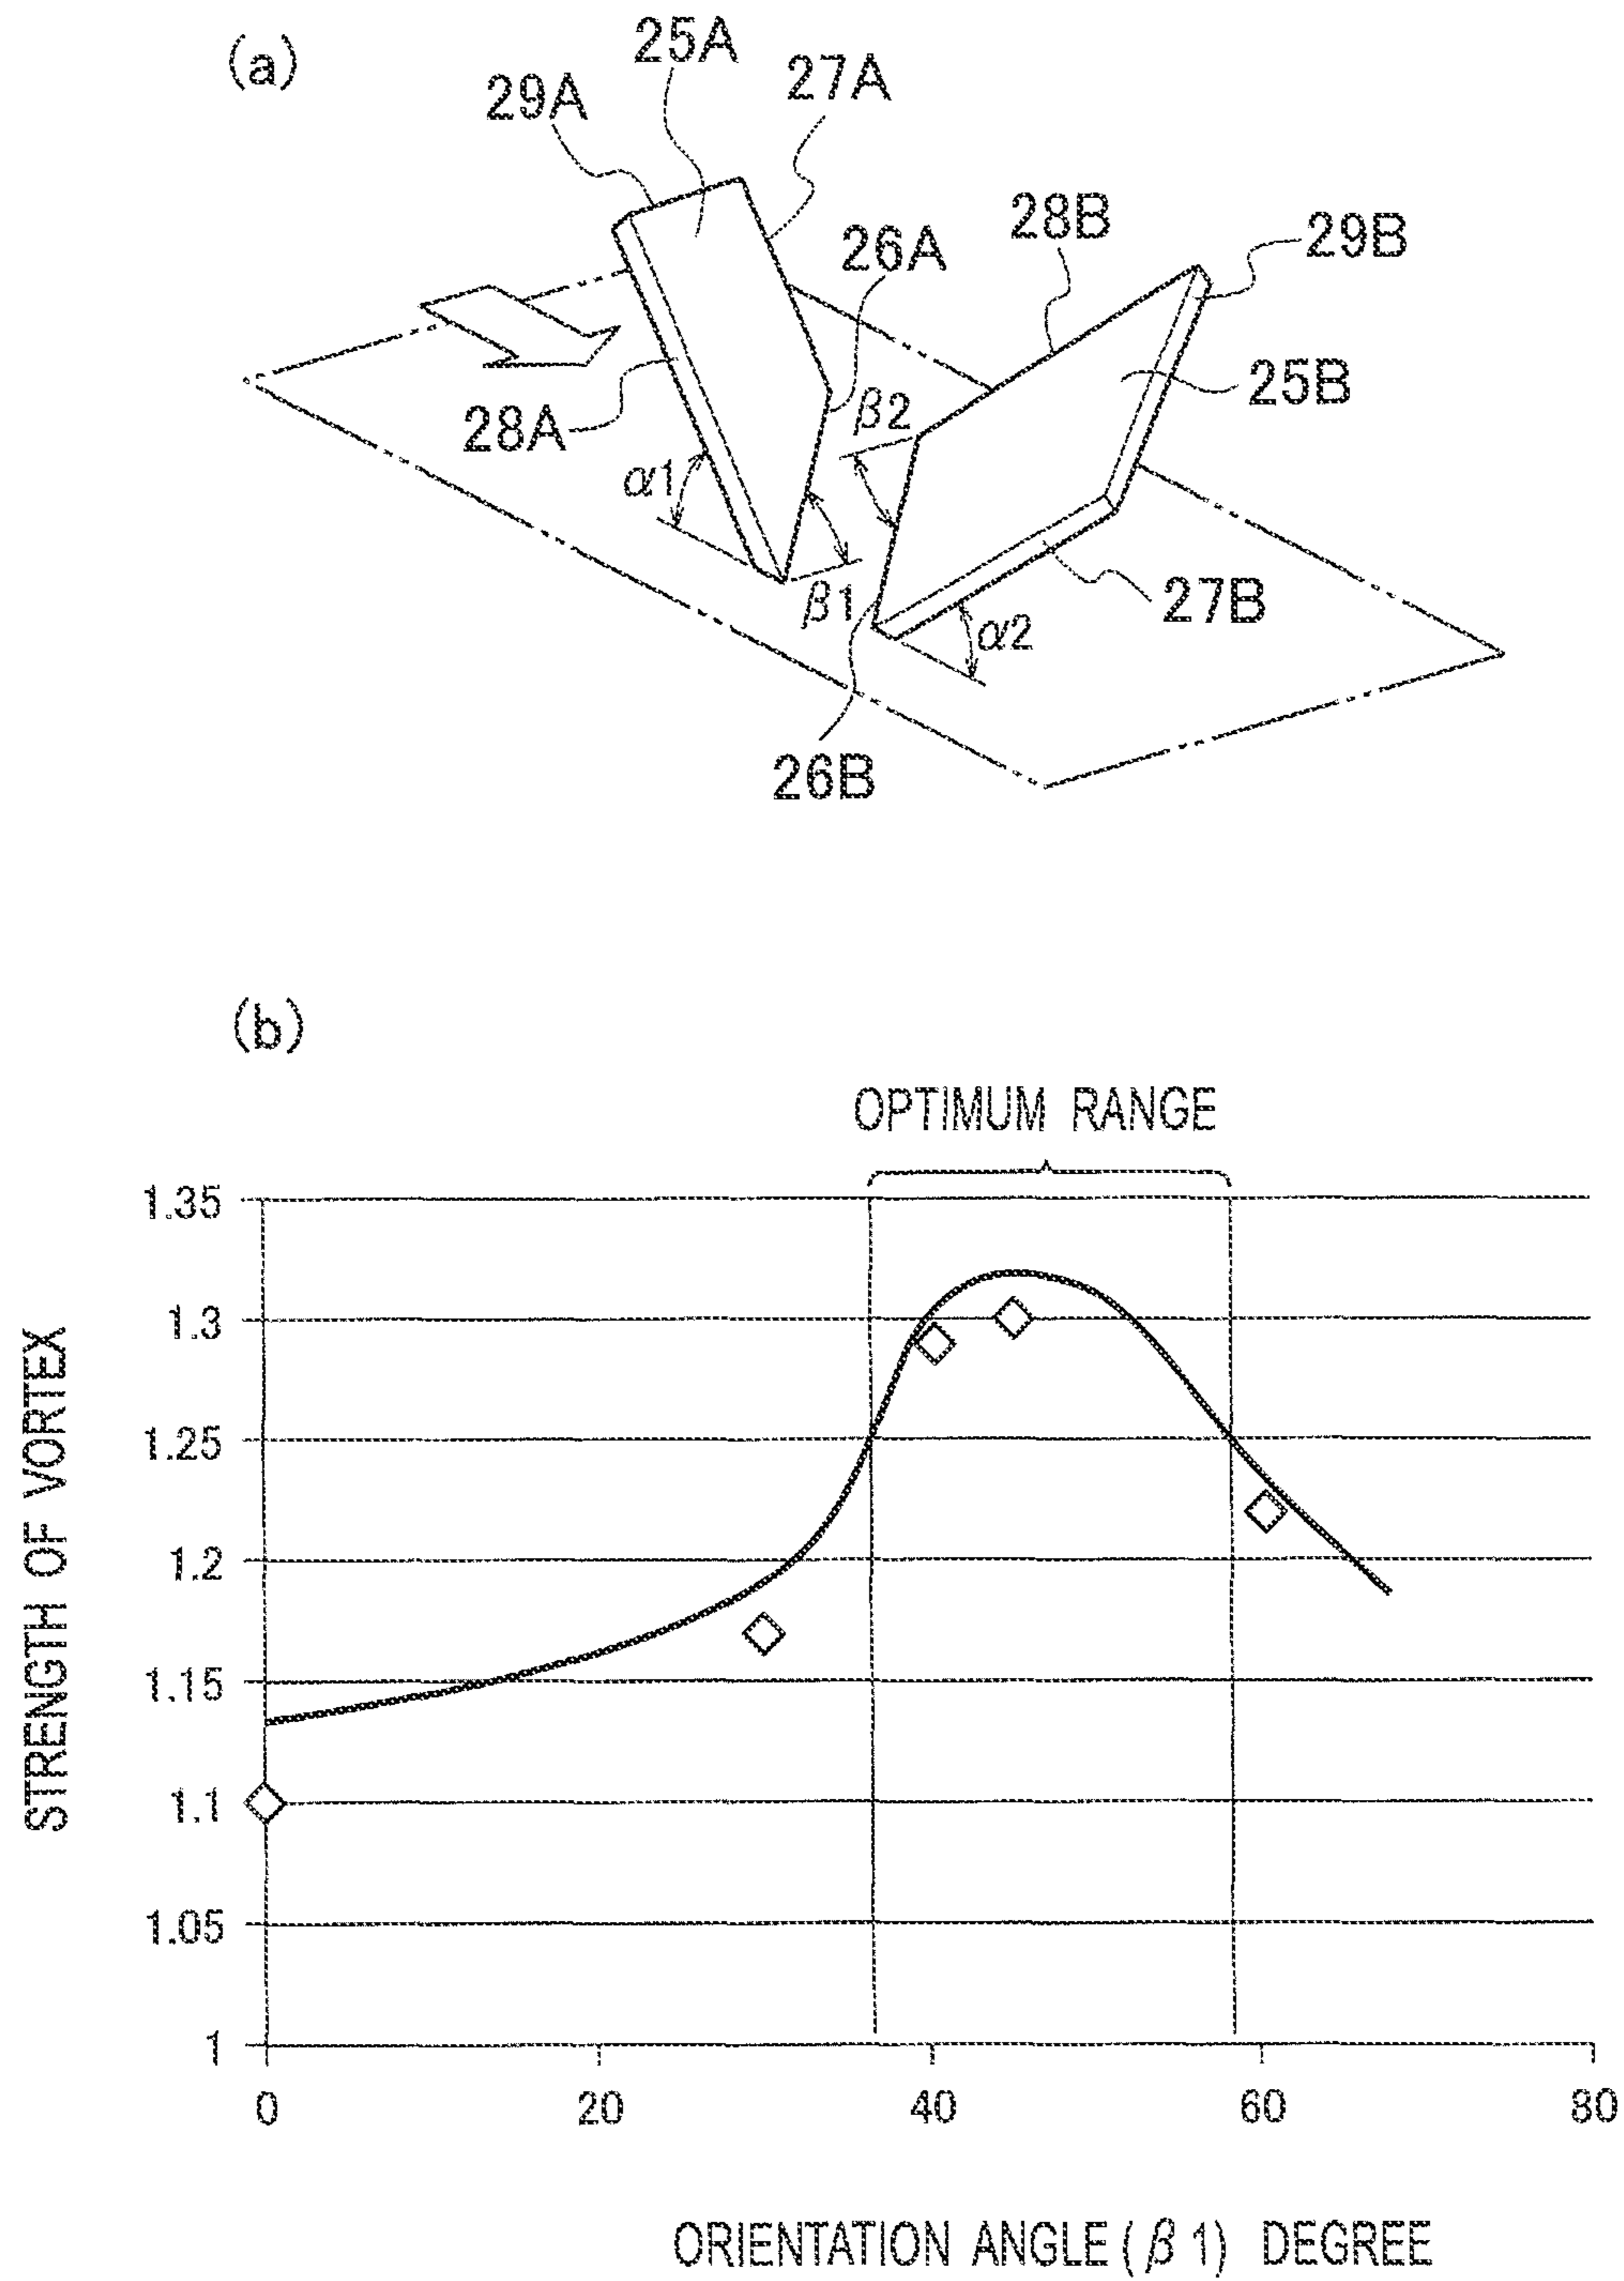 (a)
25A
27A
29A
26A
28B
29B
28A
β2
25B
α1
β1
27B
α2
26B
(b)
OPTIMUM RANGE
1.35
1.3
1.25
1.2
1.15
1.1
1.05
1
0 20 40 60 80
STRENGTH OF VORTEX
ORIENTATION ANGLE (β1) DEGREE